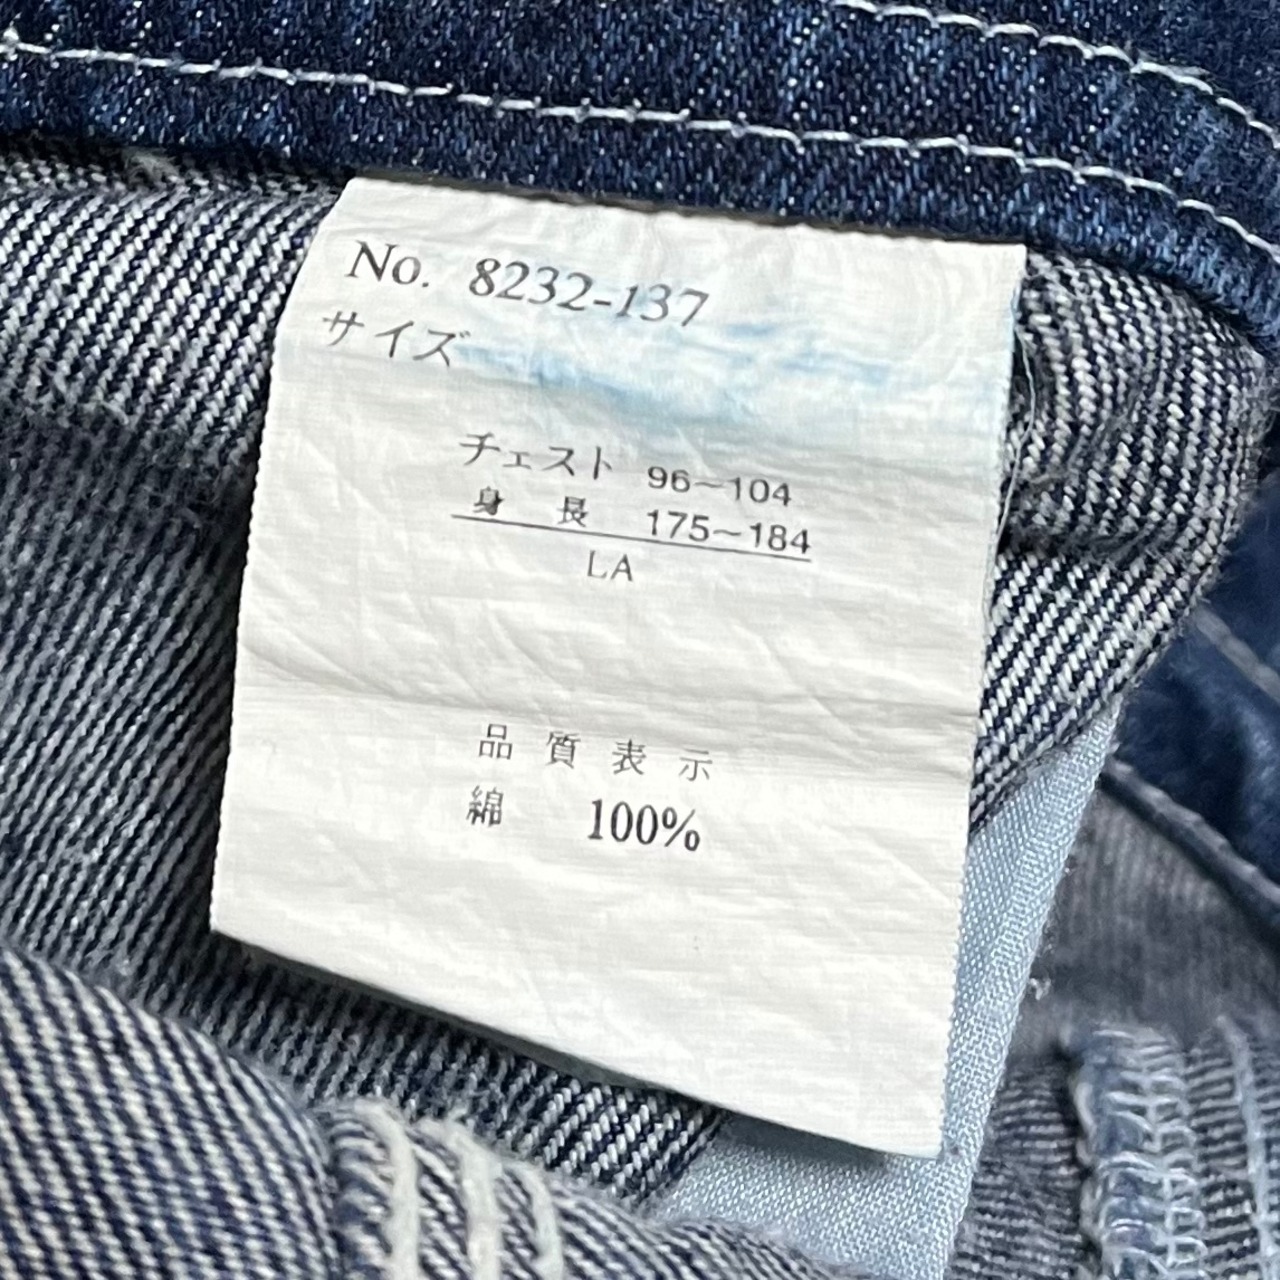 No. 8232-137
サイズ
チェスト 96~104
身長 175~184
LA
品質表示
綿 100%